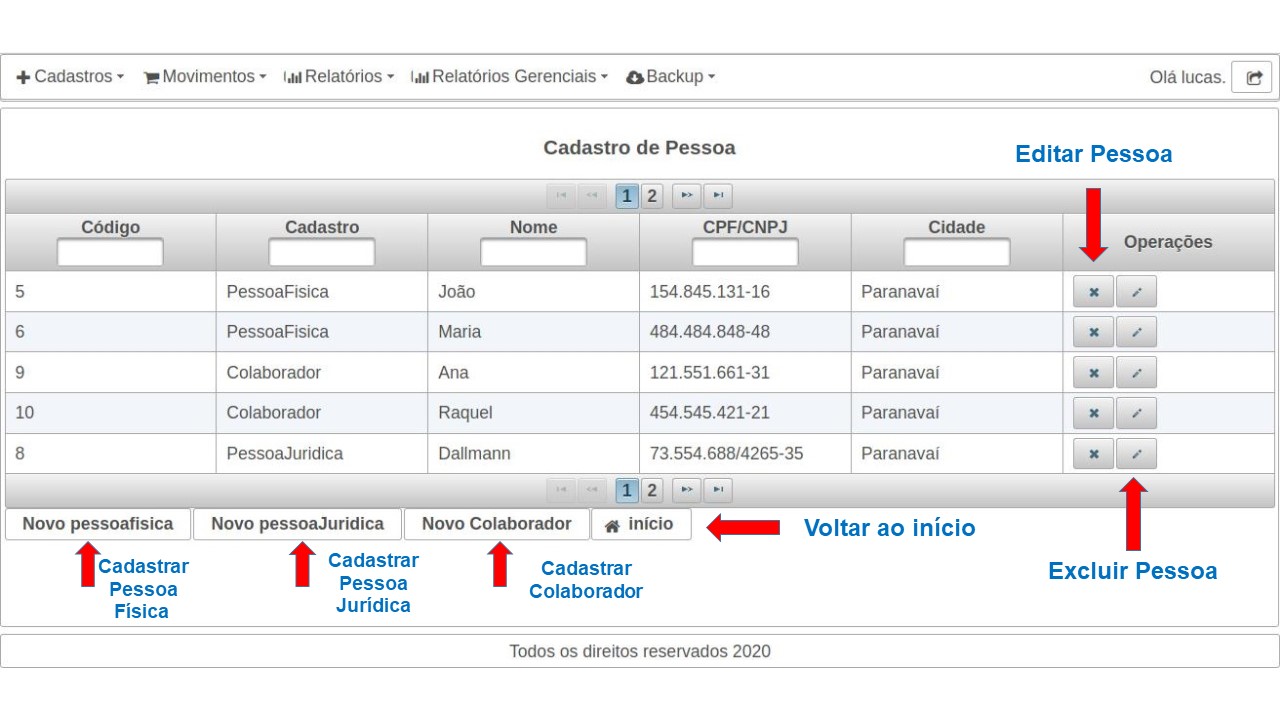 Cadastros Movimentos Relatórios Relatórios Gerenciais Backup Olá lucas.
Cadastro de Pessoa
Editar Pessoa
1 2
Código Cadastro Nome CPF/CNPJ Cidade Operações
5 PessoaFisica João 154.845.131-16 Paranavaí
6 PessoaFisica Maria 484.484.848-48 Paranavaí
9 Colaborador Ana 121.551.661-31 Paranavaí
10 Colaborador Raquel 454.545.421-21 Paranavaí
8 PessoaJuridica Dallmann 73.554.688/4265-35 Paranavaí
1 2
Novo pessoafisica Novo pessoaJuridica Novo Colaborador início
Voltar ao início
Cadastrar
Pessoa
Física
Cadastrar
Pessoa
Jurídica
Cadastrar
Colaborador
Excluir Pessoa
Todos os direitos reservados 2020